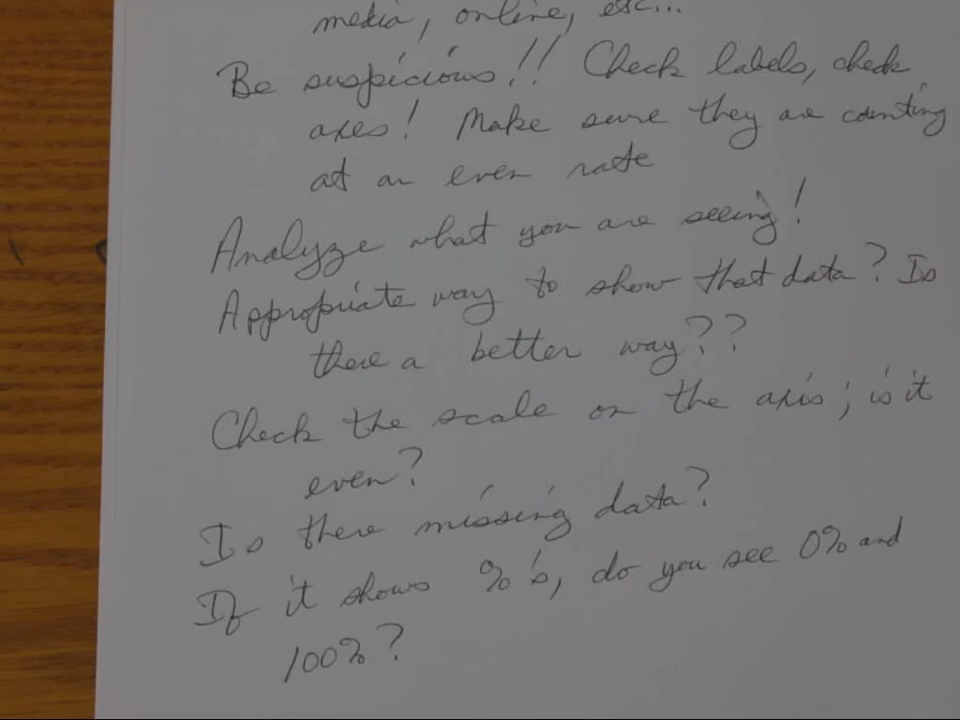 media, online, etc...
Be suspicious!! Check labels, check
axes! Make sure they are counting
at an even rate
Analyze what you are seeing!
Appropriate way to show that data? Is
there a better way??
Check the scale on the axis; is it
even?
Is there missing data?
If it shows %'s, do you see 0% and
100%?